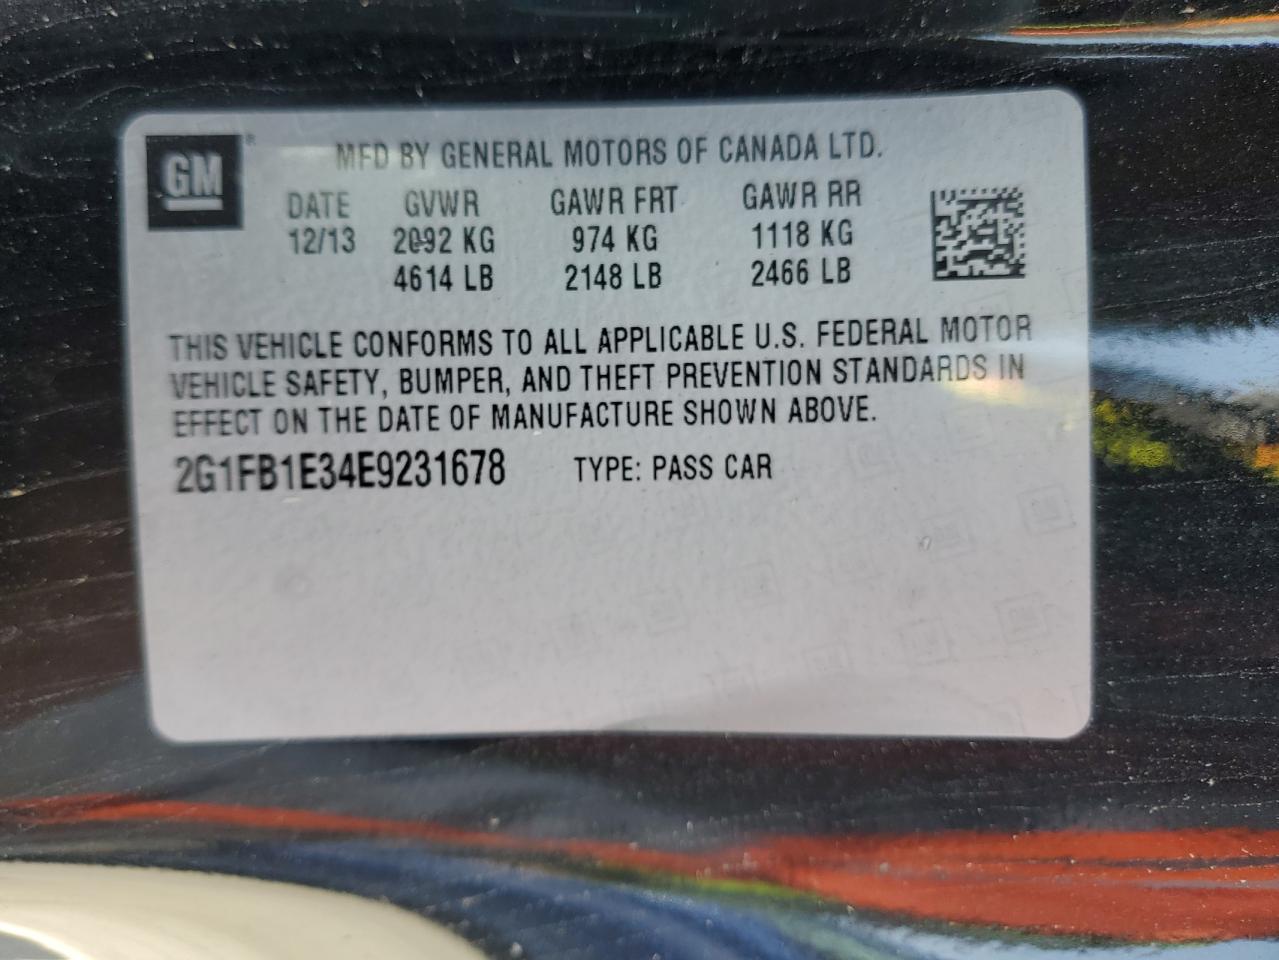 GM ® MFD BY GENERAL MOTORS OF CANADA LTD.
DATE GVWR GAWR FRT GAWR RR
12/13 2092 KG 974 KG 1118 KG
4614 LB 2148 LB 2466 LB
THIS VEHICLE CONFORMS TO ALL APPLICABLE U.S. FEDERAL MOTOR
VEHICLE SAFETY, BUMPER, AND THEFT PREVENTION STANDARDS IN
EFFECT ON THE DATE OF MANUFACTURE SHOWN ABOVE.
2G1FB1E34E9231678 TYPE: PASS CAR